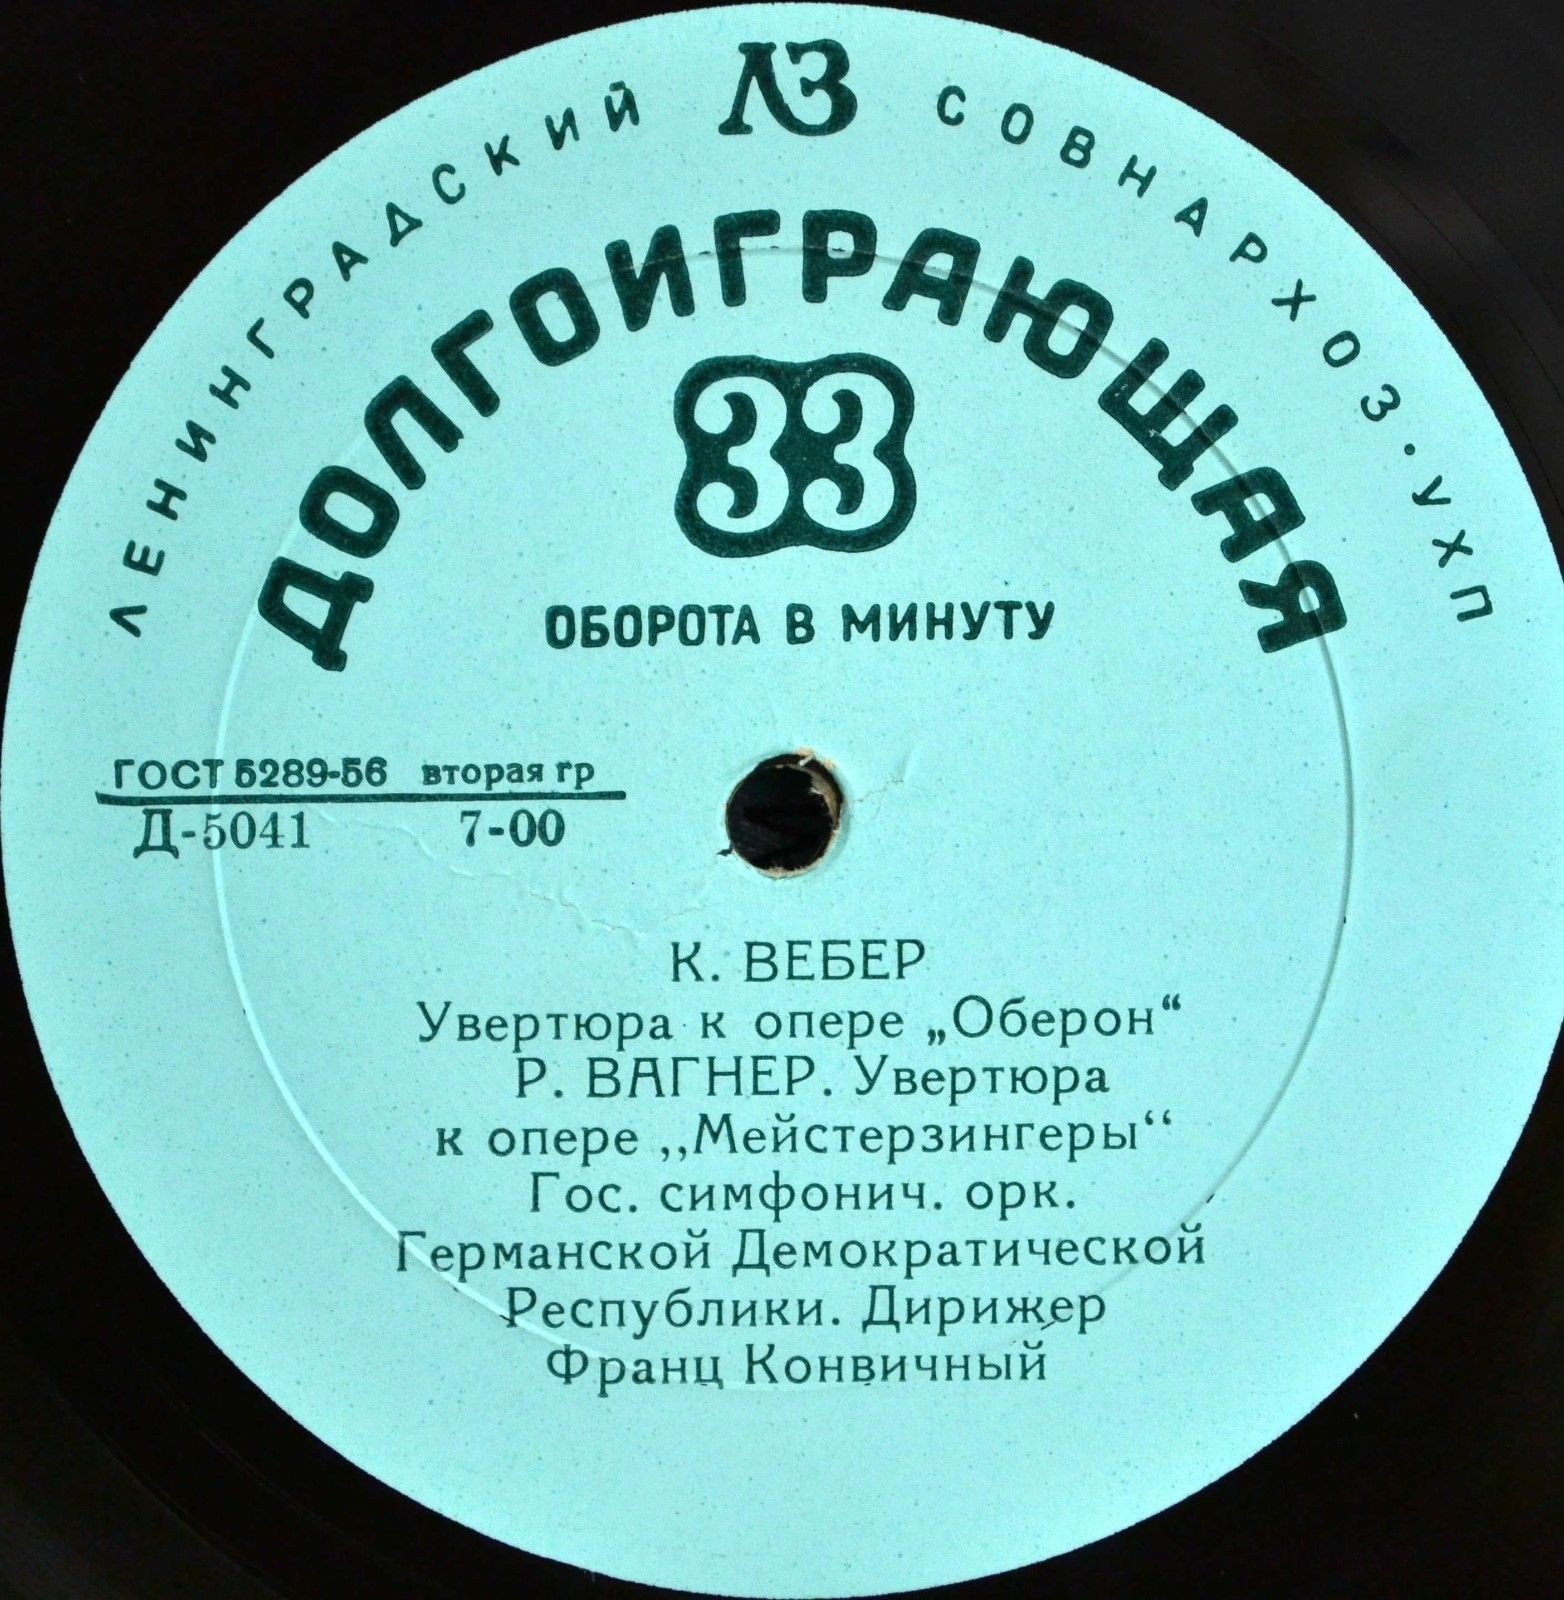 ЛЕНИНГРАДСКИЙ ЛЗ СОВНАРХОЗ·УХП
ДОЛГОИГРАЮЩАЯ
33
ОБОРОТА В МИНУТУ
ГОСТ 5289-56 вторая гр
Д-5041 7-00
К. ВЕБЕР
Увертюра к опере „Оберон“
Р. ВАГНЕР. Увертюра
к опере ,,Мейстерзингеры‘‘
Гос. симфонич. орк.
Германской Демократической
Республики. Дирижер
Франц Конвичный